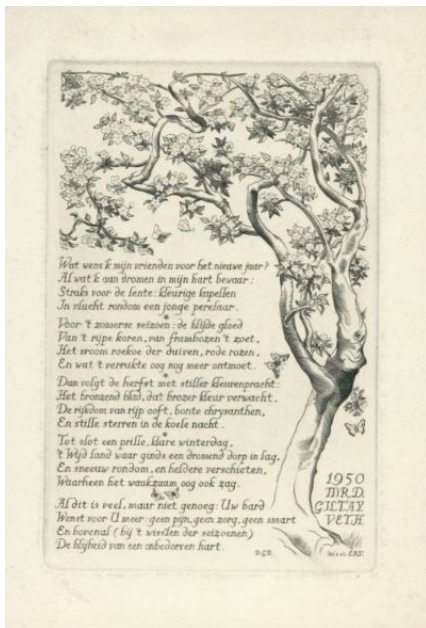 Wat wens 'k mijn vrienden voor het nieuwe jaar?
Al wat 'k aan dromen in mijn hart bewaar:
Straks voor de lente: kleurige kapellen
In vlucht rondom een jonge perelaar.
Voor 't zomerse seizoen: de blijde gloed
Van 't rijpe koren, van frambozen 't zoet,
Het vroom roekoe der duiven, rode rozen,
En wat 't verrukte oog nog meer ontmoet.
Dan volgt de herfst met stiller kleurenpracht:
Het bronzend blad, dat brozer kleur verwacht,
De rijkdom van rijp ooft, bonte chrysanthen,
En stille sterren in de koele nacht.
Tot slot een prille, klare winterdag,
't Wijd land waar ginds een dromend dorp in lag,
En sneeuw rondom, en heldere verschieten,
Waarheen het waakzaam oog ook zag.
Al dit is veel, maar niet genoeg: Uw bard
Wenst voor U meer: geen pijn, geen zorg, geen smart
En bovenal (bij 't wisselen der seizoenen)
De blijheid van een onbedorven hart.
1950
MR.D.
GILTAY
VETH.
D.G.V.